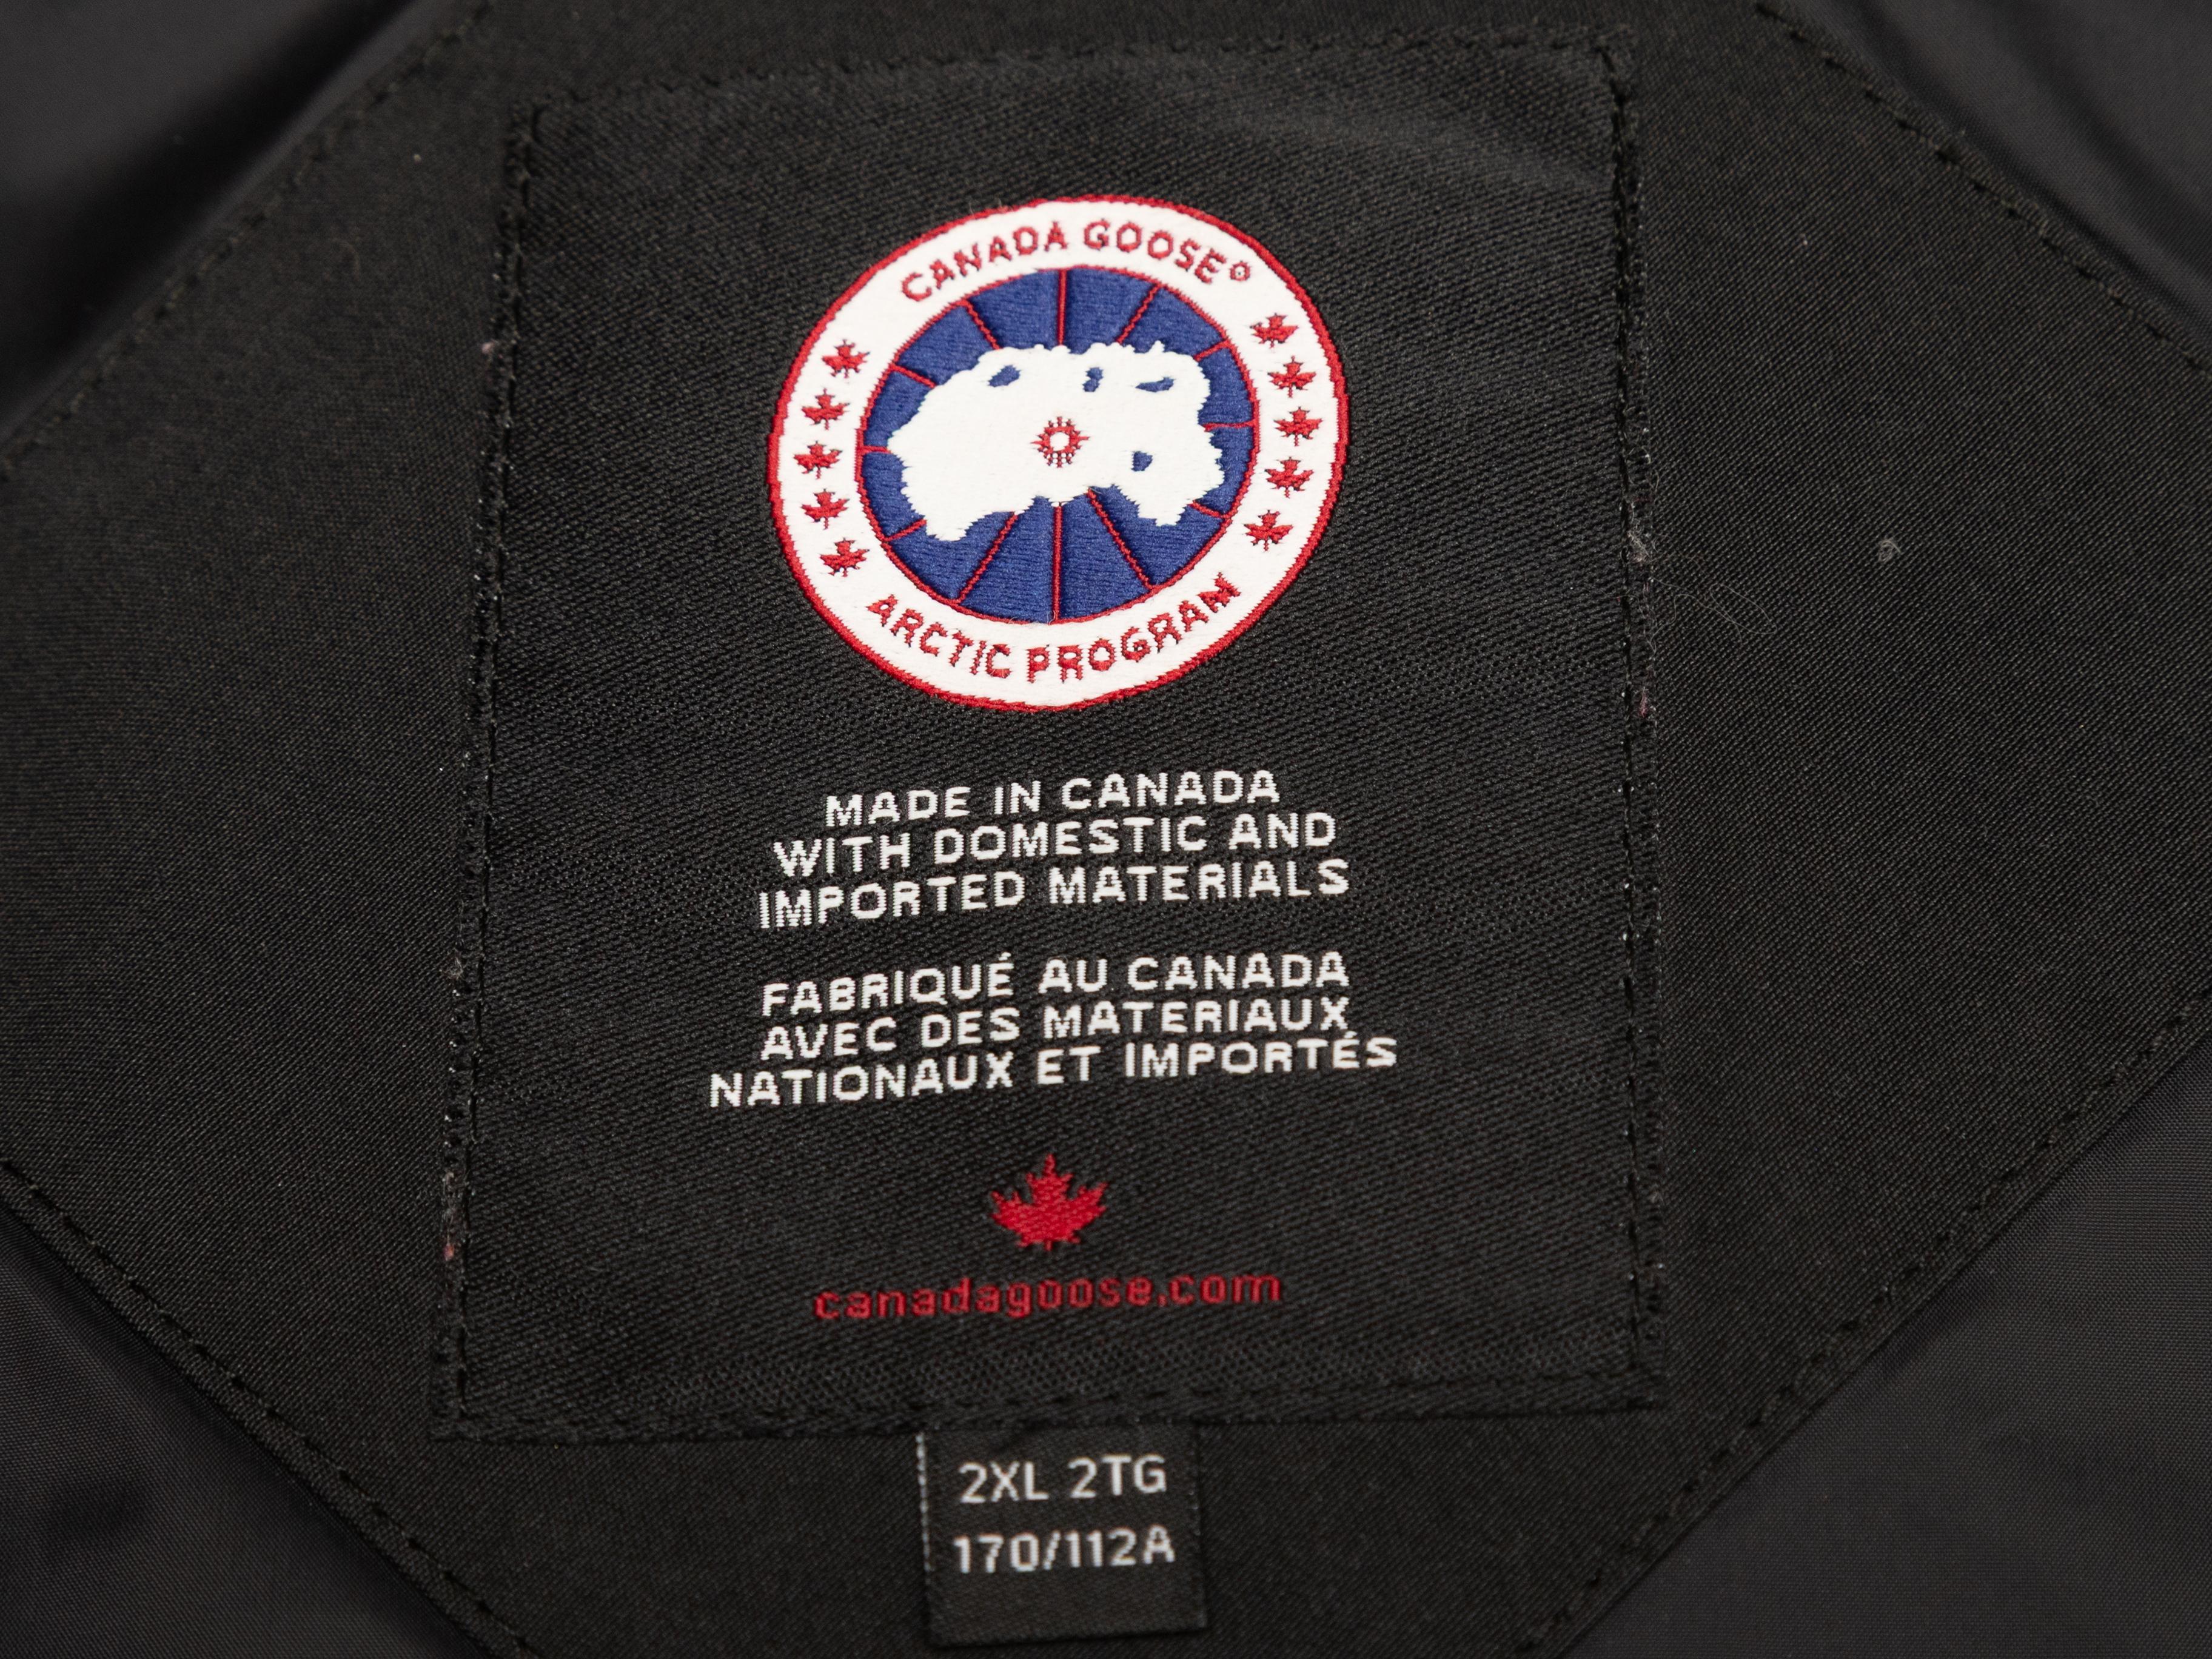 CANADA GOOSE®
ARCTIC PROGRAM
MADE IN CANADA
WITH DOMESTIC AND
IMPORTED MATERIALS
FABRIQUÉ AU CANADA
AVEC DES MATERIAUX
NATIONAUX ET IMPORTÉS
canadagoose.com
2XL 2TG
170/112A